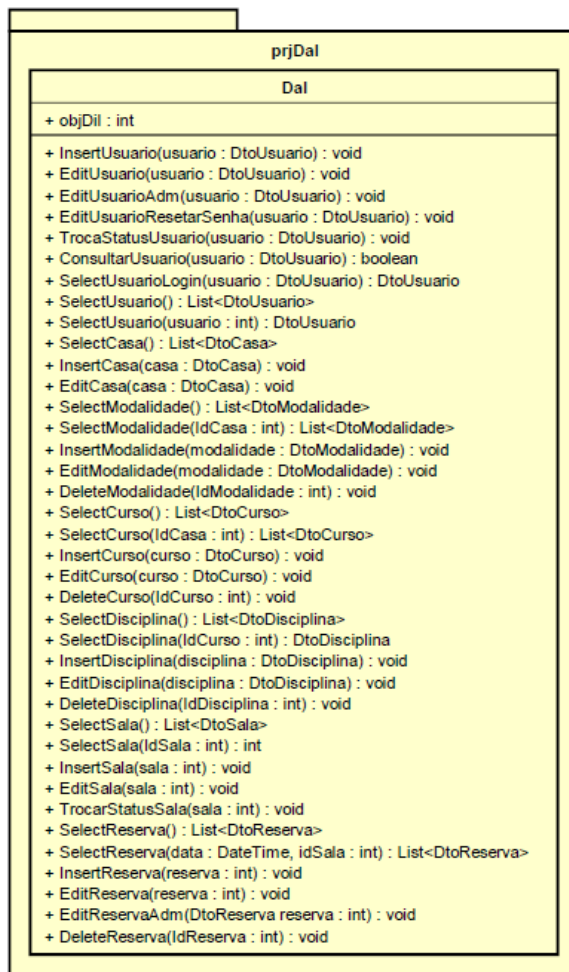 prjDal
Dal
+ objDil : int
+ InsertUsuario(usuario : DtoUsuario) : void
+ EditUsuario(usuario : DtoUsuario) : void
+ EditUsuarioAdm(usuario : DtoUsuario) : void
+ EditUsuarioResetarSenha(usuario : DtoUsuario) : void
+ TrocaStatusUsuario(usuario : DtoUsuario) : void
+ ConsultarUsuario(usuario : DtoUsuario) : boolean
+ SelectUsuarioLogin(usuario : DtoUsuario) : DtoUsuario
+ SelectUsuario() : List<DtoUsuario>
+ SelectUsuario(usuario : int) : DtoUsuario
+ SelectCasa() : List<DtoCasa>
+ InsertCasa(casa : DtoCasa) : void
+ EditCasa(casa : DtoCasa) : void
+ SelectModalidade() : List<DtoModalidade>
+ SelectModalidade(IdCasa : int) : List<DtoModalidade>
+ InsertModalidade(modalidade : DtoModalidade) : void
+ EditModalidade(modalidade : DtoModalidade) : void
+ DeleteModalidade(IdModalidade : int) : void
+ SelectCurso() : List<DtoCurso>
+ SelectCurso(IdCasa : int) : List<DtoCurso>
+ InsertCurso(curso : DtoCurso) : void
+ EditCurso(curso : DtoCurso) : void
+ DeleteCurso(IdCurso : int) : void
+ SelectDisciplina() : List<DtoDisciplina>
+ SelectDisciplina(IdCurso : int) : DtoDisciplina
+ InsertDisciplina(disciplina : DtoDisciplina) : void
+ EditDisciplina(disciplina : DtoDisciplina) : void
+ DeleteDisciplina(IdDisciplina : int) : void
+ SelectSala() : List<DtoSala>
+ SelectSala(IdSala : int) : int
+ InsertSala(sala : int) : void
+ EditSala(sala : int) : void
+ TrocarStatusSala(sala : int) : void
+ SelectReserva() : List<DtoReserva>
+ SelectReserva(data : DateTime, idSala : int) : List<DtoReserva>
+ InsertReserva(reserva : int) : void
+ EditReserva(reserva : int) : void
+ EditReservaAdm(DtoReserva reserva : int) : void
+ DeleteReserva(IdReserva : int) : void